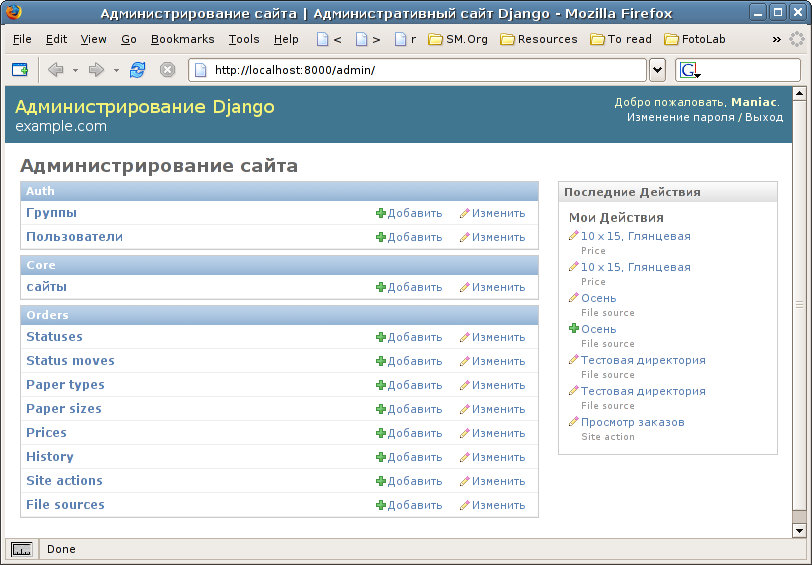 Администрирование сайта | Административный сайт Django - Mozilla Firefox
File Edit View Go Bookmarks Tools Help < > r SM.Org Resources To read FotoLab »
http://localhost:8000/admin/ G
Администрирование Django
example.com
Добро пожаловать, Maniac.
Изменение пароля / Выход
Администрирование сайта
Auth
Группы Добавить Изменить
Пользователи Добавить Изменить
Core
сайты Добавить Изменить
Orders
Statuses Добавить Изменить
Status moves Добавить Изменить
Paper types Добавить Изменить
Paper sizes Добавить Изменить
Prices Добавить Изменить
History Добавить Изменить
Site actions Добавить Изменить
File sources Добавить Изменить
Последние Действия
Мои Действия
10 x 15, Глянцевая
Price
10 x 15, Глянцевая
Price
Осень
File source
Осень
File source
Тестовая директория
File source
Тестовая директория
File source
Просмотр заказов
Site action
Done